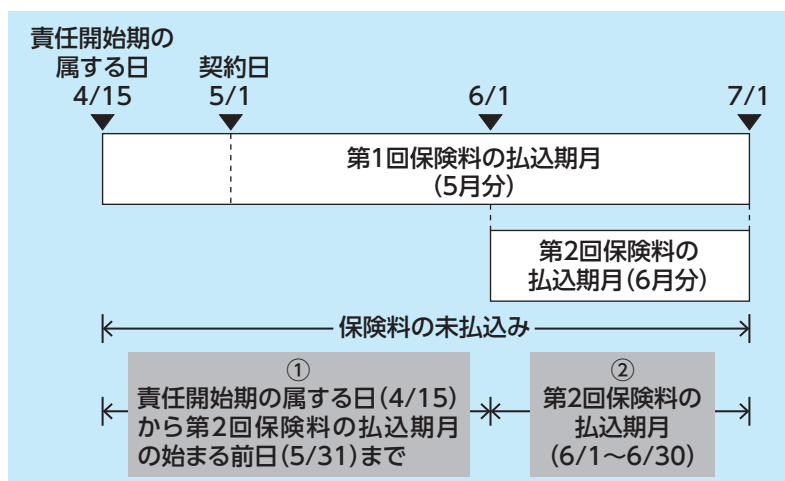 責任開始期の
属する日
4/15
契約日
5/1
6/1
7/1
第1回保険料の払込期月
(5月分)
第2回保険料の
払込期月(6月分)
保険料の未払込み
①
責任開始期の属する日(4/15)
から第2回保険料の払込期月
の始まる前日(5/31)まで
②
第2回保険料の
払込期月
(6/1～6/30)